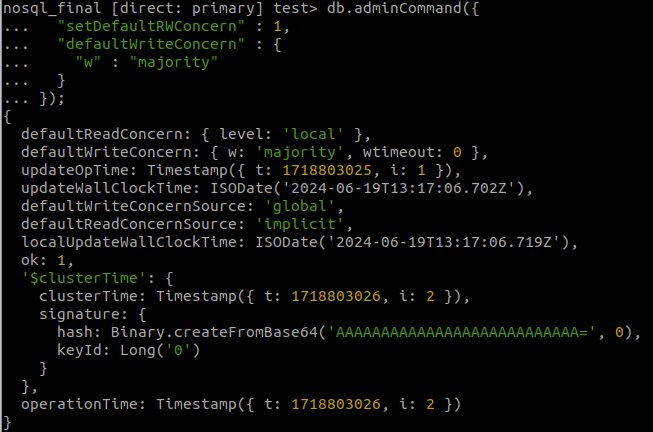 nosql_final [direct: primary] test> db.adminCommand({
...   "setDefaultRWConcern" : 1,
...   "defaultWriteConcern" : {
...     "w" : "majority"
...   }
... });
{
  defaultReadConcern: { level: 'local' },
  defaultWriteConcern: { w: 'majority', wtimeout: 0 },
  updateOpTime: Timestamp({ t: 1718803025, i: 1 }),
  updateWallClockTime: ISODate('2024-06-19T13:17:06.702Z'),
  defaultWriteConcernSource: 'global',
  defaultReadConcernSource: 'implicit',
  localUpdateWallClockTime: ISODate('2024-06-19T13:17:06.719Z'),
  ok: 1,
  '$clusterTime': {
    clusterTime: Timestamp({ t: 1718803026, i: 2 }),
    signature: {
      hash: Binary.createFromBase64('AAAAAAAAAAAAAAAAAAAAAAAAAAA=', 0),
      keyId: Long('0')
    }
  },
  operationTime: Timestamp({ t: 1718803026, i: 2 })
}